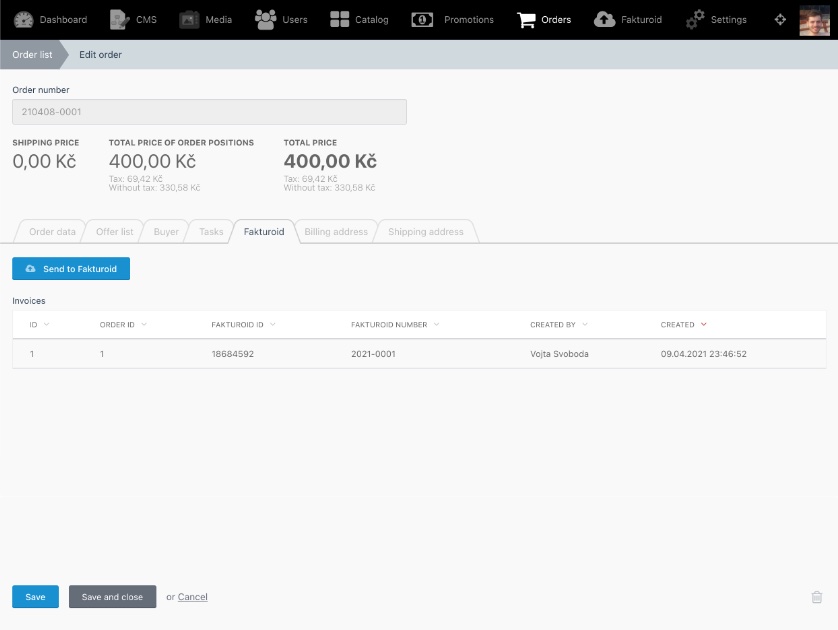 Dashboard CMS Media Users Catalog Promotions Orders Fakturoid Settings
Order list Edit order
Order number
210408-0001
SHIPPING PRICE TOTAL PRICE OF ORDER POSITIONS TOTAL PRICE
0,00 Kč 400,00 Kč 400,00 Kč
Tax: 69,42 Kč Tax: 69,42 Kč
Without tax: 330,58 Kč Without tax: 330,58 Kč
Order data Offer list Buyer Tasks Fakturoid Billing address Shipping address
Send to Fakturoid
Invoices
ID ORDER ID FAKTUROID ID FAKTUROID NUMBER CREATED BY CREATED
1 1 18684592 2021-0001 Vojta Svoboda 09.04.2021 23:46:52
Save Save and close or Cancel